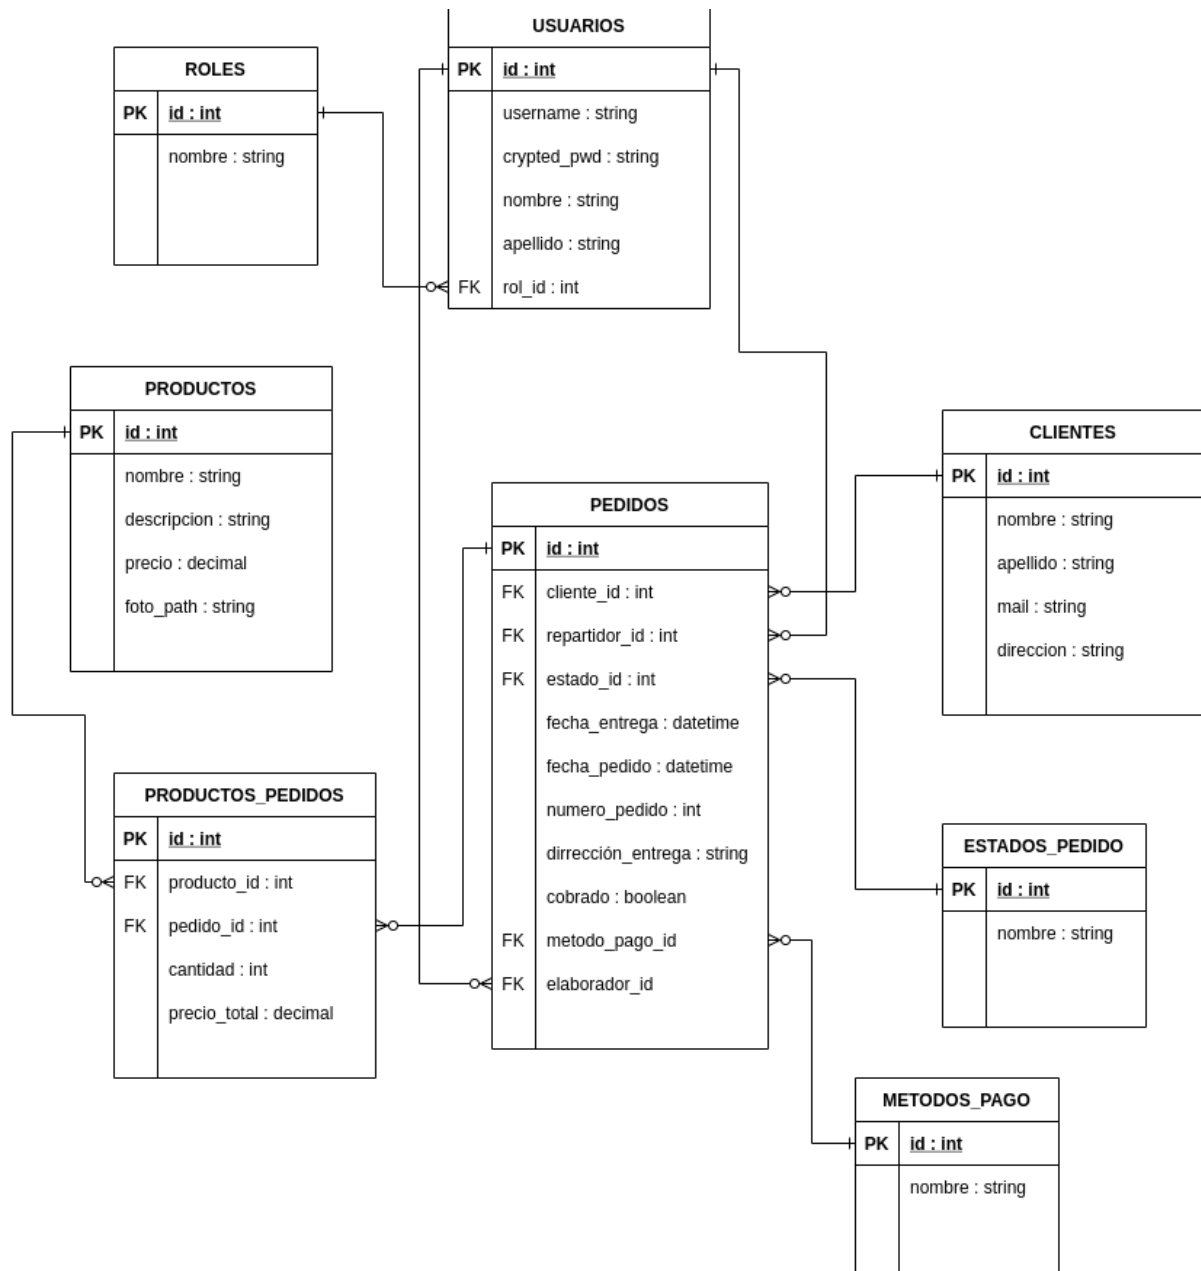 USUARIOS
PK id : int
username : string
crypted_pwd : string
nombre : string
apellido : string
FK rol_id : int
ROLES
PK id : int
nombre : string
PRODUCTOS
PK id : int
nombre : string
descripcion : string
precio : decimal
foto_path : string
CLIENTES
PK id : int
nombre : string
apellido : string
mail : string
direccion : string
PEDIDOS
PK id : int
FK cliente_id : int
FK repartidor_id : int
FK estado_id : int
fecha_entrega : datetime
fecha_pedido : datetime
numero_pedido : int
dirrección_entrega : string
cobrado : boolean
FK metodo_pago_id
FK elaborador_id
PRODUCTOS_PEDIDOS
PK id : int
FK producto_id : int
FK pedido_id : int
cantidad : int
precio_total : decimal
ESTADOS_PEDIDO
PK id : int
nombre : string
METODOS_PAGO
PK id : int
nombre : string